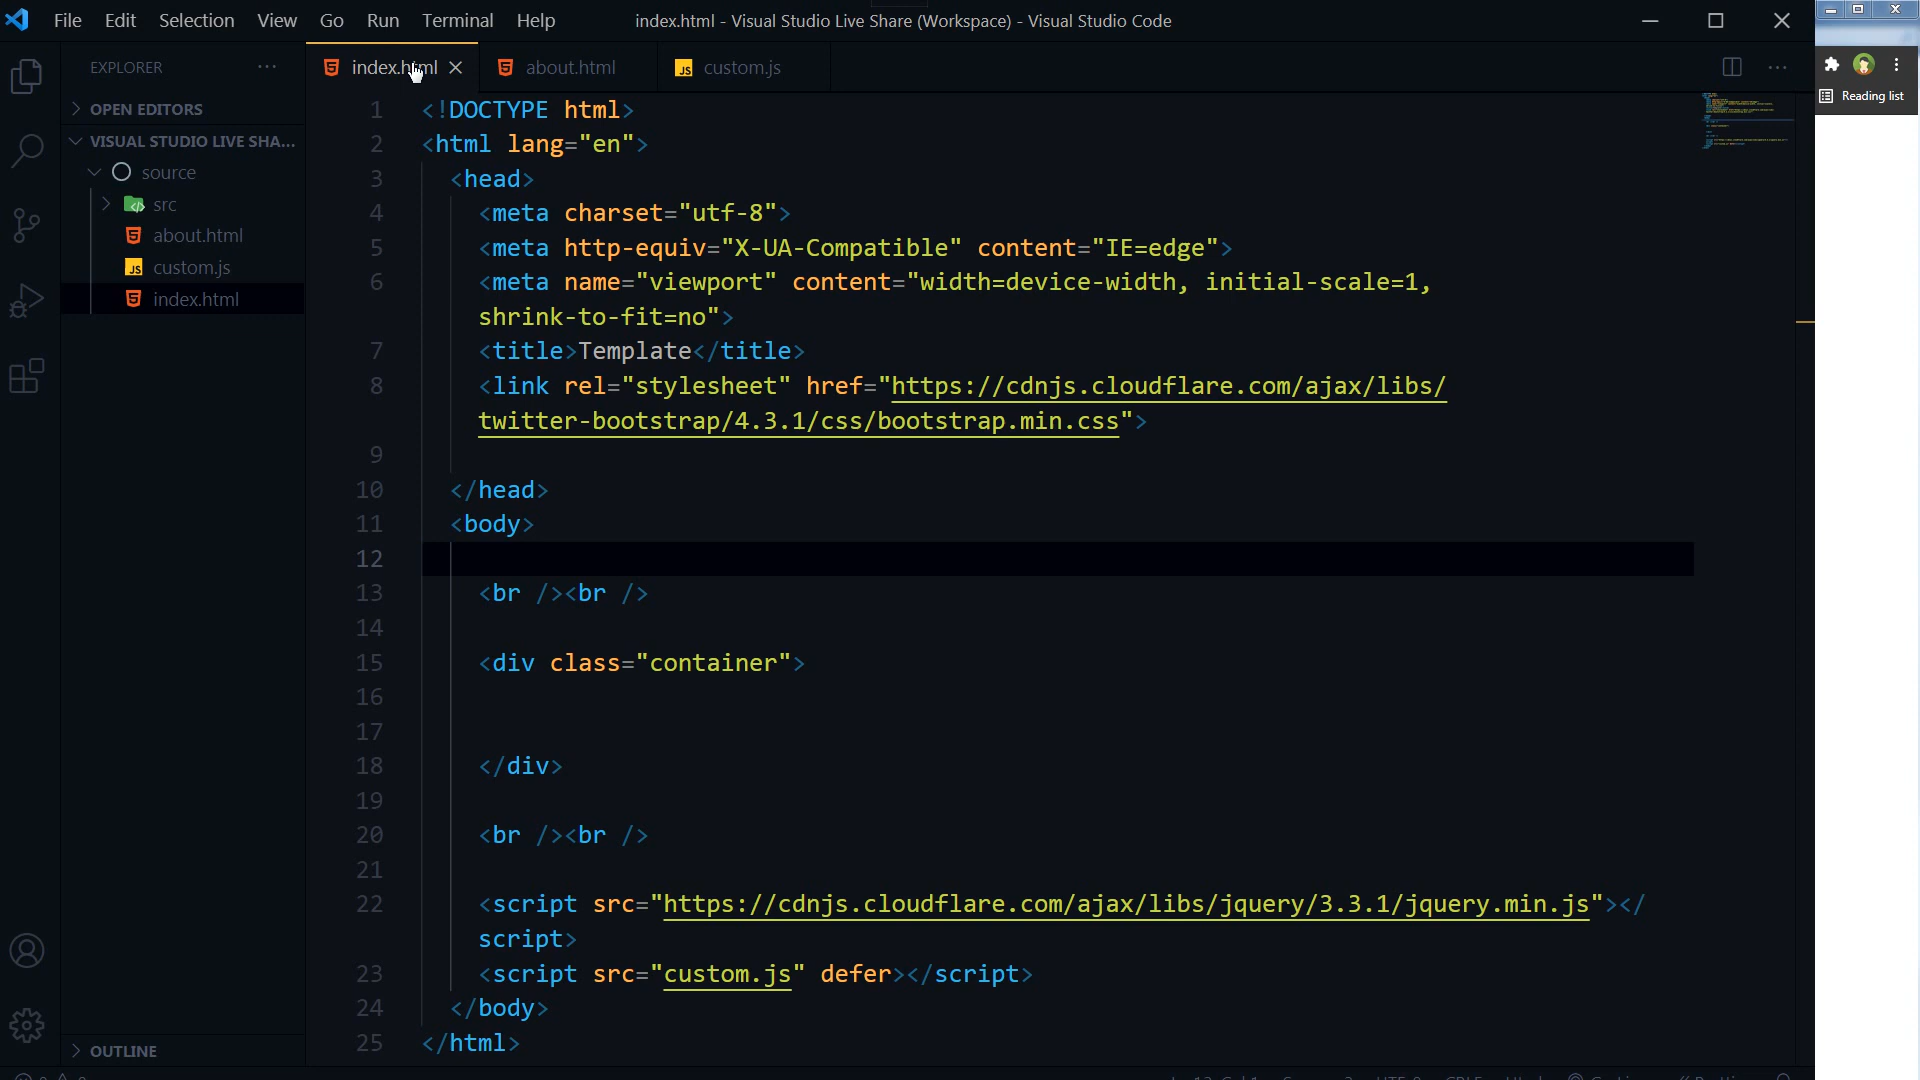 File Edit Selection View Go Run Terminal Help
index.html - Visual Studio Live Share (Workspace) - Visual Studio Code
EXPLORER ···
index.html about.html custom.js
Reading list
OPEN EDITORS
VISUAL STUDIO LIVE SHA...
source
src
about.html
custom.js
index.html
OUTLINE
1 <!DOCTYPE html>
2 <html lang="en">
3 <head>
4 <meta charset="utf-8">
5 <meta http-equiv="X-UA-Compatible" content="IE=edge">
6 <meta name="viewport" content="width=device-width, initial-scale=1,
shrink-to-fit=no">
7 <title>Template</title>
8 <link rel="stylesheet" href="https://cdnjs.cloudflare.com/ajax/libs/
twitter-bootstrap/4.3.1/css/bootstrap.min.css">
9
10 </head>
11 <body>
12
13 <br /><br />
14
15 <div class="container">
16
17
18 </div>
19
20 <br /><br />
21
22 <script src="https://cdnjs.cloudflare.com/ajax/libs/jquery/3.3.1/jquery.min.js"></
script>
23 <script src="custom.js" defer></script>
24 </body>
25 </html>